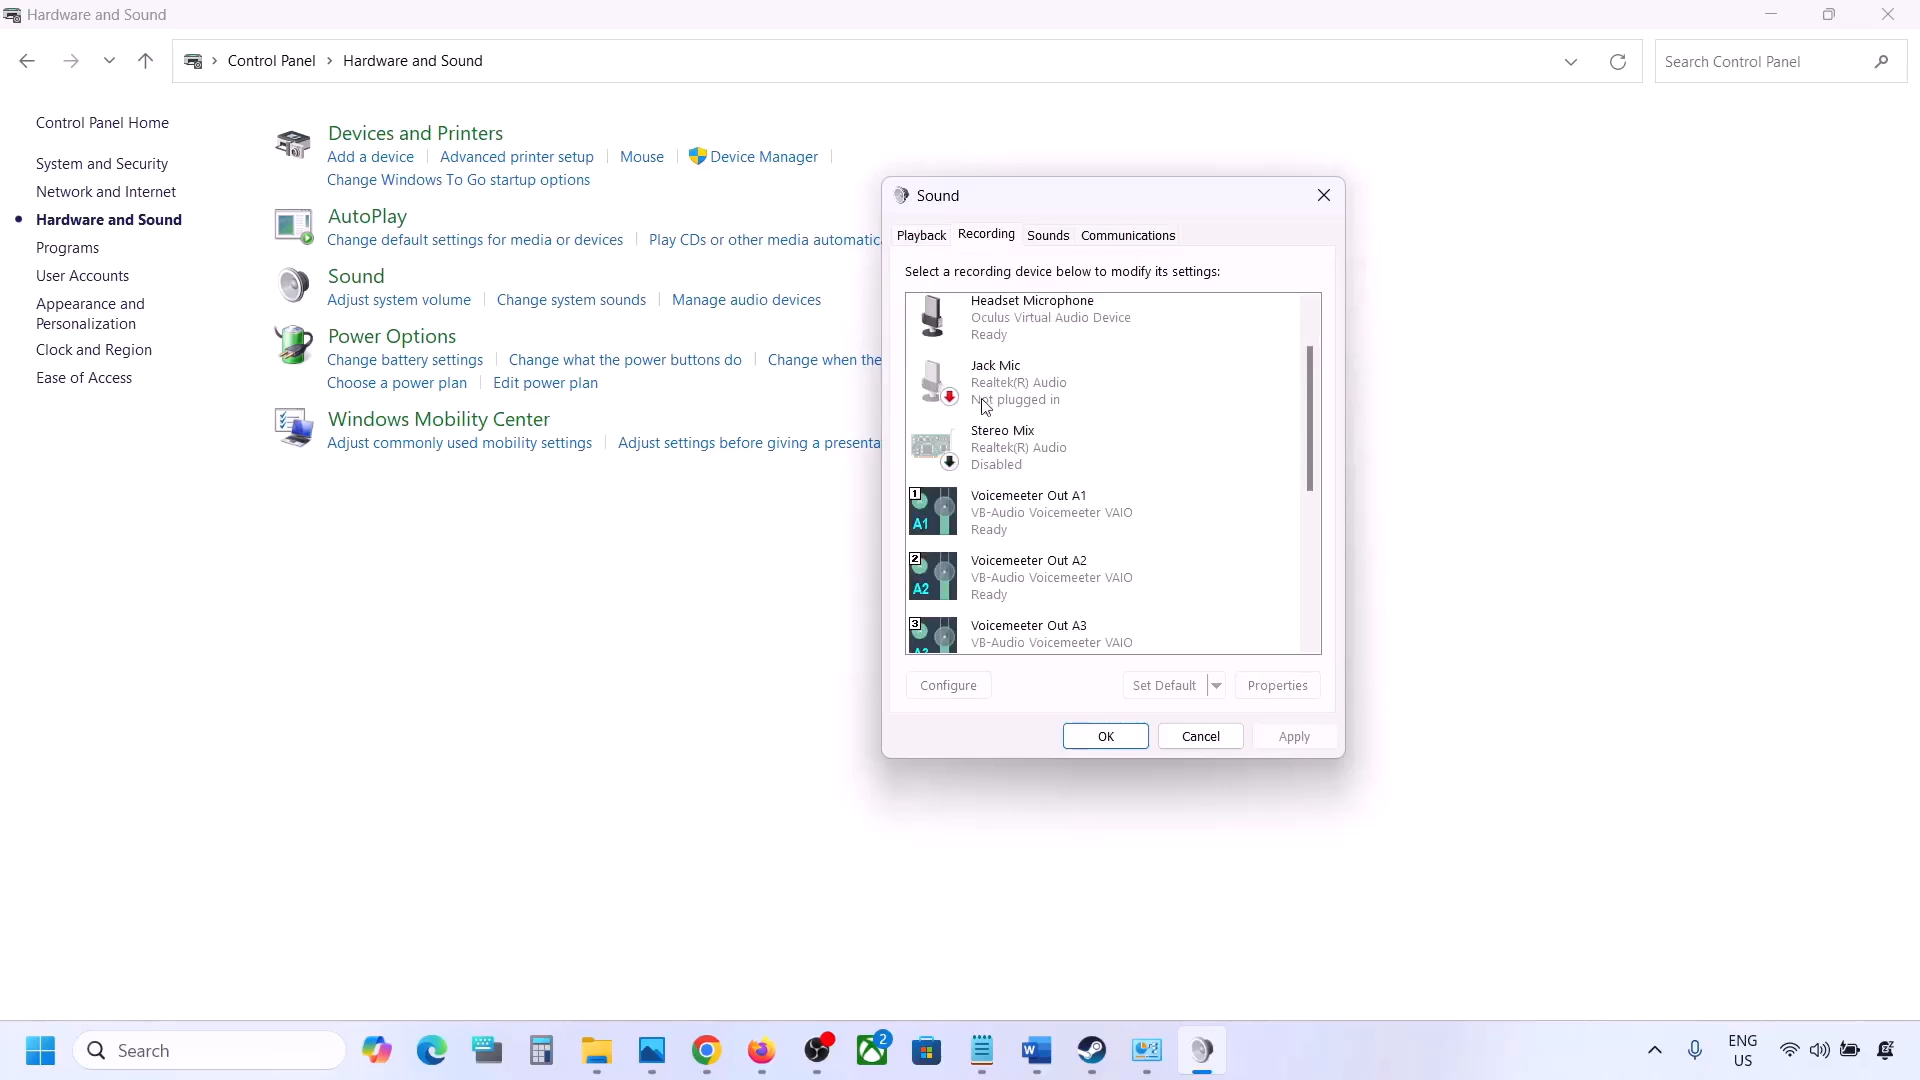 Hardware and Sound
Control Panel > Hardware and Sound
Search Control Panel
Control Panel Home
System and Security
Network and Internet
Hardware and Sound
Programs
User Accounts
Appearance and
Personalization
Clock and Region
Ease of Access
Devices and Printers
Add a device | Advanced printer setup | Mouse | Device Manager |
Change Windows To Go startup options
AutoPlay
Change default settings for media or devices | Play CDs or other media automatic
Sound
Adjust system volume | Change system sounds | Manage audio devices
Power Options
Change battery settings | Change what the power buttons do | Change when the
Choose a power plan | Edit power plan
Windows Mobility Center
Adjust commonly used mobility settings | Adjust settings before giving a presenta
Sound
Playback Recording Sounds Communications
Select a recording device below to modify its settings:
Headset Microphone
Oculus Virtual Audio Device
Ready
Jack Mic
Realtek(R) Audio
Not plugged in
Stereo Mix
Realtek(R) Audio
Disabled
1
A1
Voicemeeter Out A1
VB-Audio Voicemeeter VAIO
Ready
2
A2
Voicemeeter Out A2
VB-Audio Voicemeeter VAIO
Ready
3
A3
Voicemeeter Out A3
VB-Audio Voicemeeter VAIO
Configure Set Default Properties
OK Cancel Apply
Search
2
W
ENG
US